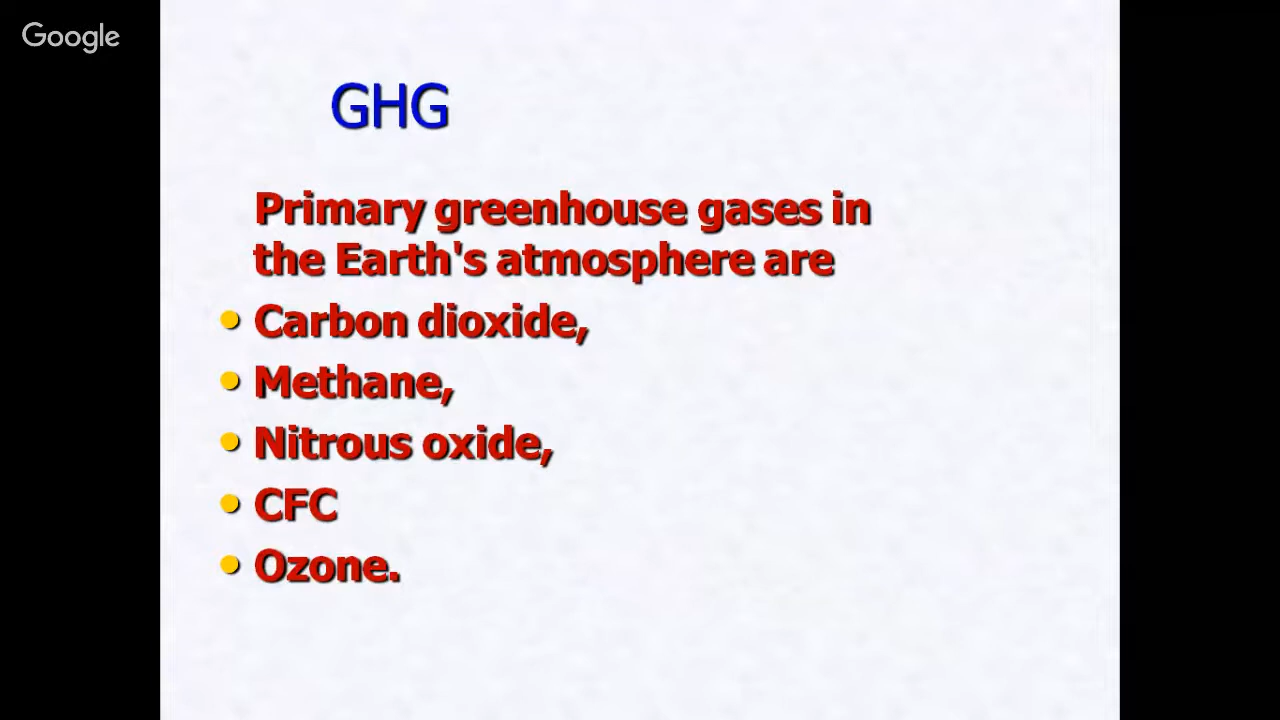 Google
GHG
Primary greenhouse gases in
the Earth's atmosphere are
• Carbon dioxide,
• Methane,
• Nitrous oxide,
• CFC
• Ozone.